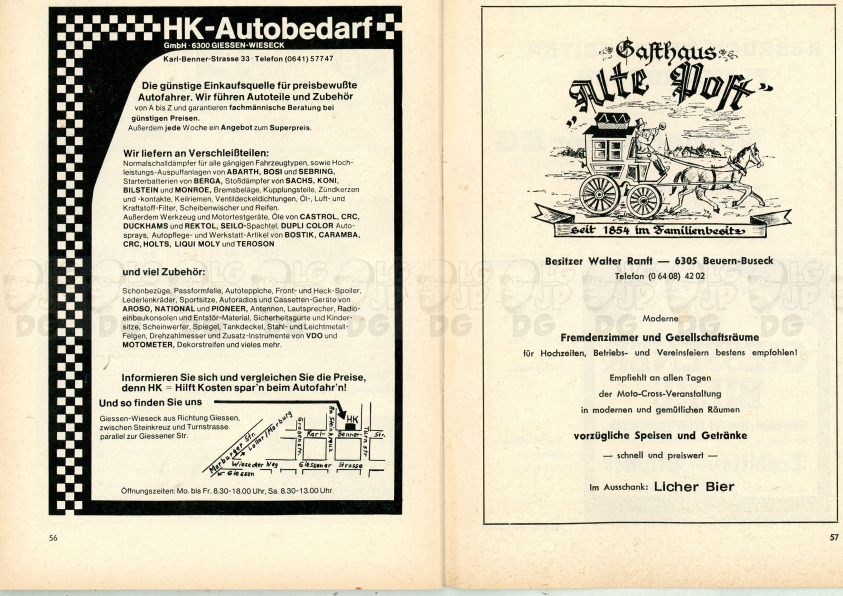 HK-Autobedarf
GmbH · 6300 GIESSEN-WIESECK
Karl-Benner-Strasse 33 · Telefon (0641) 57747
Die günstige Einkaufsquelle für preisbewußte
Autofahrer. Wir führen Autoteile und Zubehör
von A bis Z und garantieren fachmännische Beratung bei
günstigen Preisen.
Außerdem jede Woche ein Angebot zum Superpreis.
Wir liefern an Verschleißteilen:
Normalschalldämpfer für alle gängigen Fahrzeugtypen, sowie Hoch-
leistungs-Auspuffanlagen von ABARTH, BOSI und SEBRING,
Starterbatterien von BERGA, Stoßdämpfer von SACHS, KONI,
BILSTEIN und MONROE, Bremsbeläge, Kupplungsteile, Zündkerzen
und -kontakte, Keilriemen, Ventildeckeldichtungen, Öl-, Luft- und
Kraftstoff-Filter, Scheibenwischer und Reifen.
Außerdem Werkzeug und Motortestgeräte, Öle von CASTROL, CRC,
DUCKHAMS und REKTOL, SEILO-Spachtel, DUPLI COLOR Auto-
sprays, Autopflege- und Werkstatt-Artikel von BOSTIK, CARAMBA,
CRC, HOLTS, LIQUI MOLY und TEROSON
und viel Zubehör:
Schonbezüge, Passformfelle, Autoteppiche, Front- und Heck-Spoiler,
Lederlenkräder, Sportsitze, Autoradios und Cassetten-Geräte von
AROSO, NATIONAL und PIONEER, Antennen, Lautsprecher, Radio-
einbaukonsolen und Entstör-Material, Sicherheitsgurte und Kinder-
sitze, Scheinwerfer, Spiegel, Tankdeckel, Stahl- und Leichtmetall-
Felgen, Drehzahlmesser und Zusatz-Instrumente von VDO und
MOTOMETER, Dekorstreifen und vieles mehr.
Informieren Sie sich und vergleichen Sie die Preise,
denn HK = Hilft Kosten spar'n beim Autofahr'n!
Und so finden Sie uns
Giessen-Wieseck aus Richtung Giessen,
zwischen Steinkreuz und Turnstrasse.
parallel zur Giessener Str.
Marburger Str.
→ Lollar/Marburg
Am Steinkreuz
HK
Karl-
Benner-
Str.
Turnstr.
Wiesecker Weg
Giessener Strasse
← Giessen
Öffnungszeiten: Mo. bis Fr. 8.30-18.00 Uhr, Sa. 8.30-13.00 Uhr.
56
Gasthaus
"Alte Post"
seit 1854 im Familienbesitz
Besitzer Walter Ranft — 6305 Beuern-Buseck
Telefon (0 64 08) 42 02
Moderne
Fremdenzimmer und Gesellschaftsräume
für Hochzeiten, Betriebs- und Vereinsfeiern bestens empfohlen!
Empfiehlt an allen Tagen
der Moto-Cross-Veranstaltung
in modernen und gemütlichen Räumen
vorzügliche Speisen und Getränke
— schnell und preiswert —
Im Ausschank: Licher Bier
57
LG JP DG